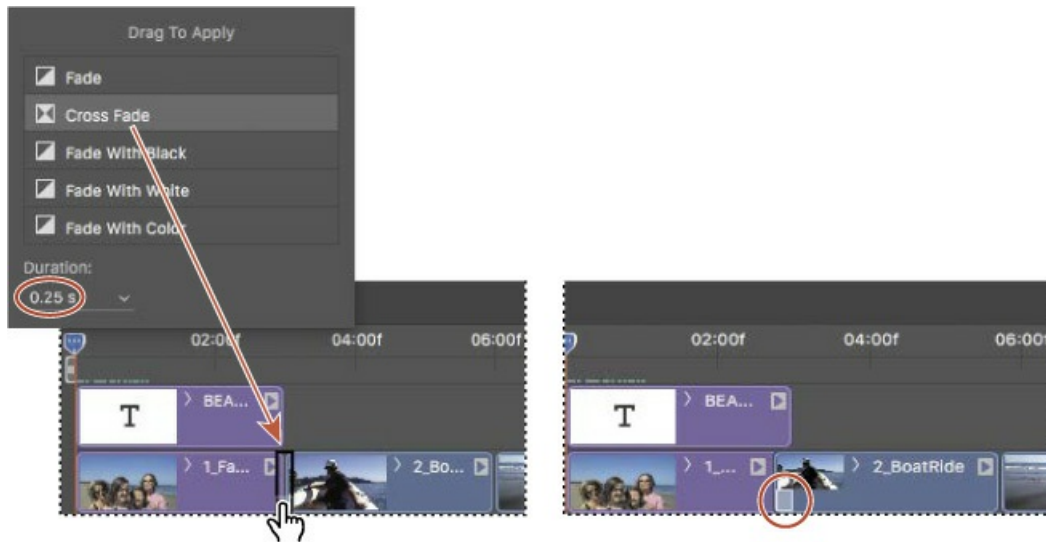 Drag To Apply
Fade
Cross Fade
Fade With Black
Fade With White
Fade With Color
Duration:
0.25 s
02:00f 04:00f 06:00f
T BEA...
1_Fa... 2_Bo...
02:00f 04:00f 06:00f
T BEA...
1_... 2_BoatRide